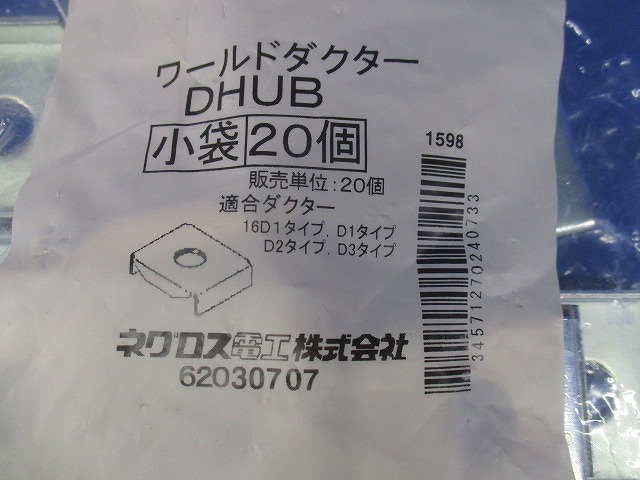 ワールドダクター
DHUB
小袋 20個
販売単位:20個
適合ダクター
16D1タイプ, D1タイプ
D2タイプ, D3タイプ
ネグロス電工株式会社
62030707
1598
34571270240733